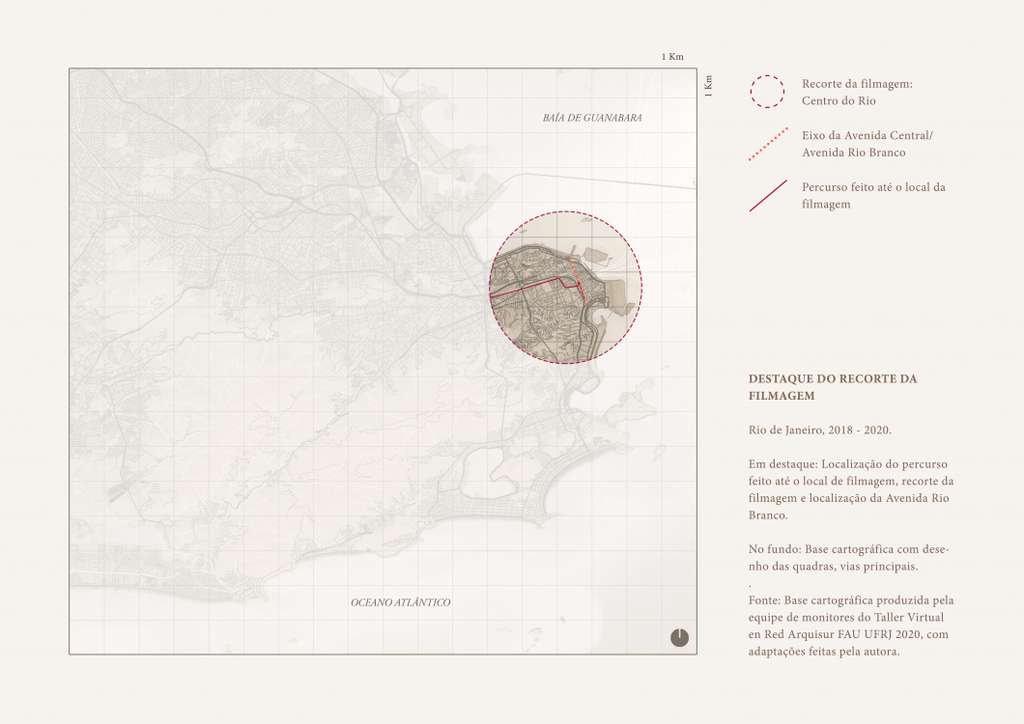 1 Km
1 Km
BAÍA DE GUANABARA
OCEANO ATLÂNTICO
Recorte da filmagem:
Centro do Rio
Eixo da Avenida Central/
Avenida Rio Branco
Percurso feito até o local da
filmagem
DESTAQUE DO RECORTE DA
FILMAGEM
Rio de Janeiro, 2018 - 2020.
Em destaque: Localização do percurso
feito até o local de filmagem, recorte da
filmagem e localização da Avenida Rio
Branco.
No fundo: Base cartográfica com dese-
nho das quadras, vias principais.
.
Fonte: Base cartográfica produzida pela
equipe de monitores do Taller Virtual
en Red Arquisur FAU UFRJ 2020, com
adaptações feitas pela autora.